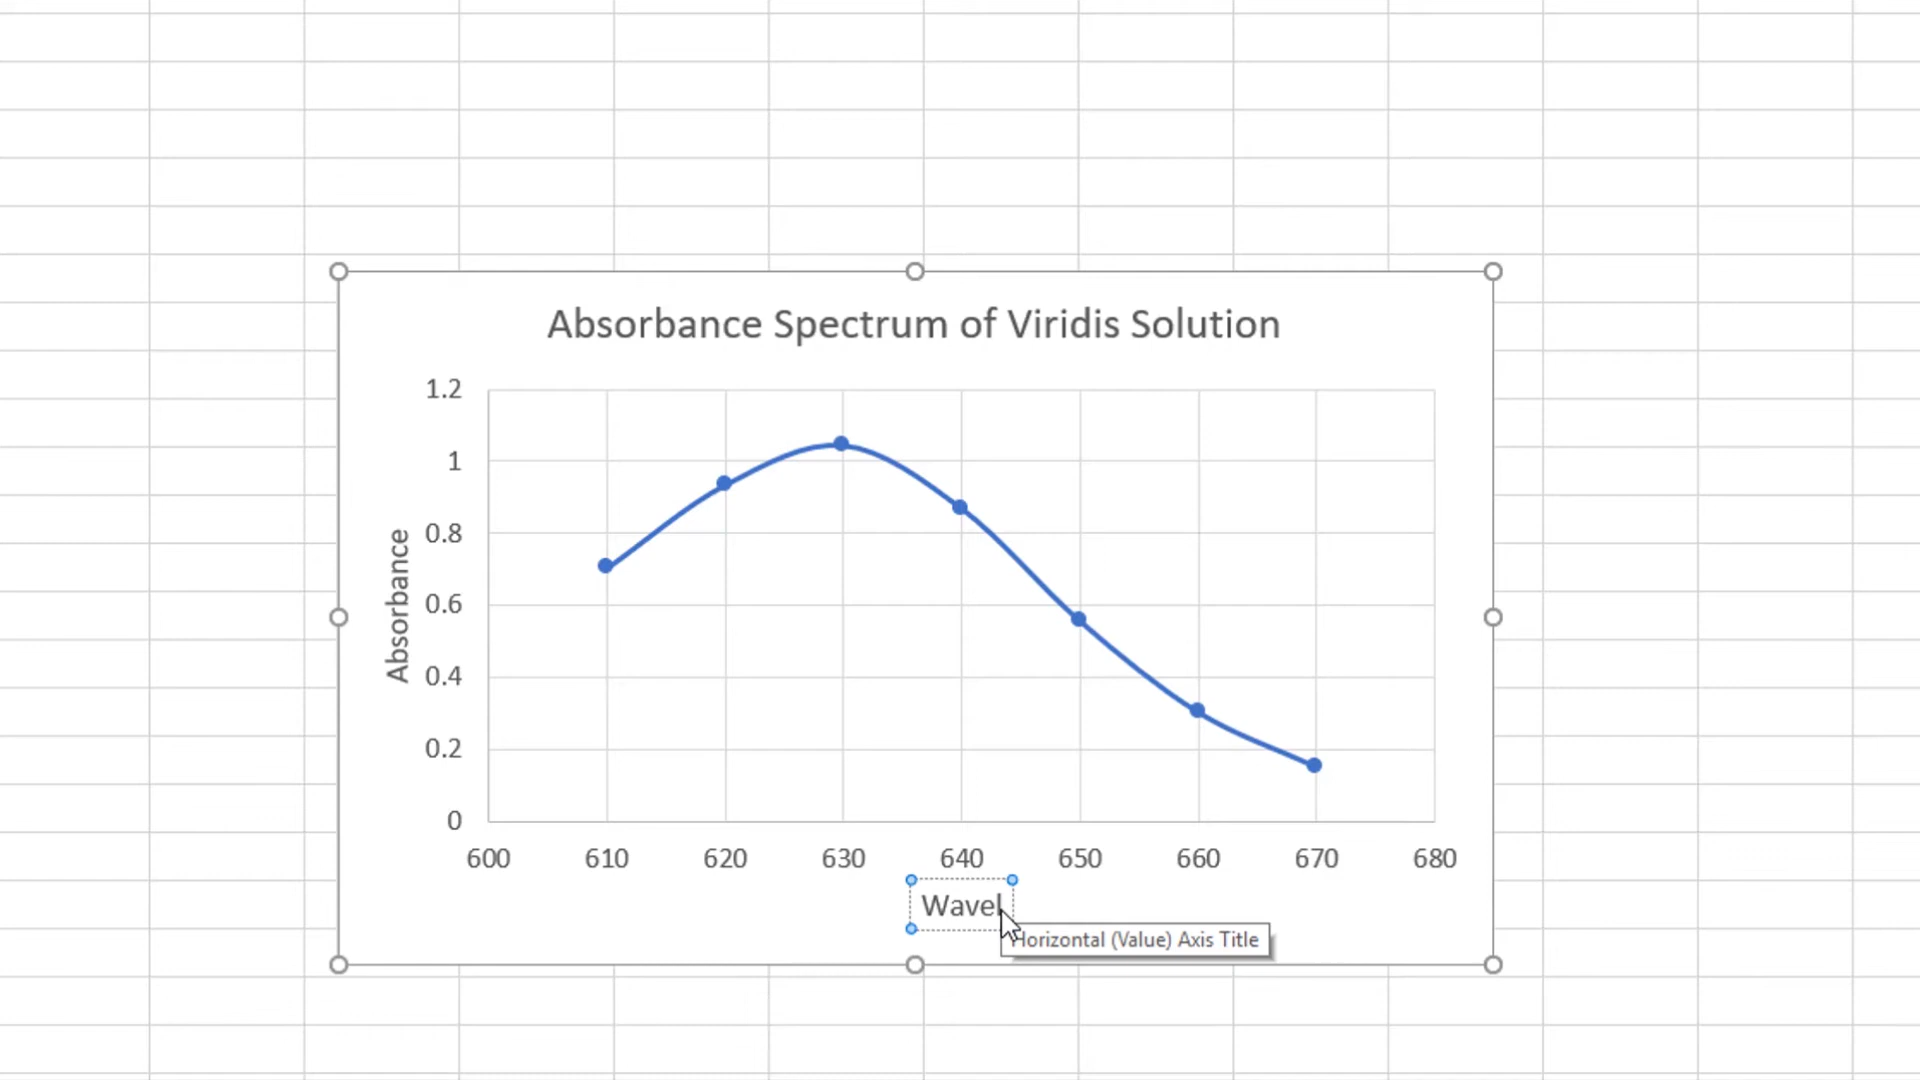 Absorbance Spectrum of Viridis Solution
1.2
1
0.8
0.6
0.4
0.2
0
Absorbance
600 610 620 630 640 650 660 670 680
Wavel
Horizontal (Value) Axis Title